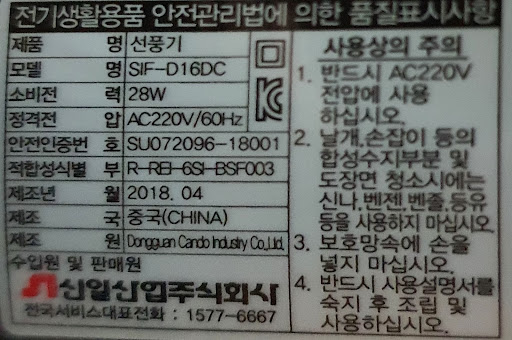 전기생활용품 안전관리법에 의한 품질표시사항
제품 명 선풍기
모델 명 SIF-D16DC
소비전 력 28W
정격전 압 AC220V/60Hz
안전인증번 호 SU072096-18001
적합성식별 부 R-REI-6SI-BSF003
제조년 월 2018. 04
제조 국 중국(CHINA)
제조 원 Dongguan Cando Industry Co.,Ltd.
수입원 및 판매원
신일산업주식회사
전국서비스대표전화 : 1577-6667
사용상의 주의
1. 반드시 AC220V
전압에 사용
하십시오.
2. 날개,손잡이 등의
합성수지부분 및
도장면 청소시에는
신나,벤젠,벤졸 등유
등을 사용하지 마십시오
3. 보호망속에 손을
넣지 마십시오.
4. 반드시 사용설명서를
숙지 후 조립 및
사용하십시오.